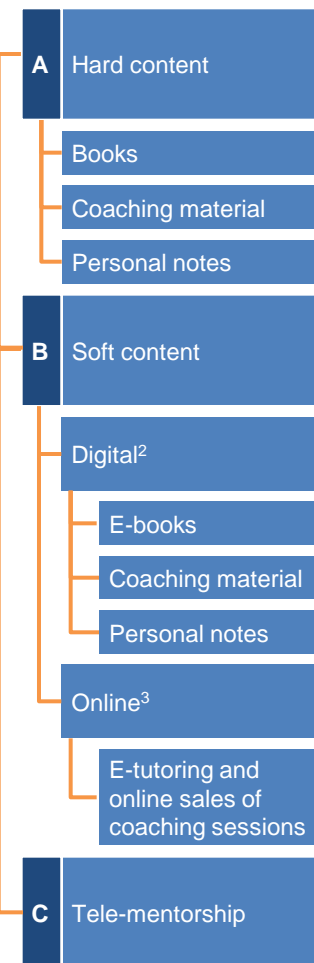 A Hard content
Books
Coaching material
Personal notes
B Soft content
Digital²
E-books
Coaching material
Personal notes
Online³
E-tutoring and
online sales of
coaching sessions
C Tele-mentorship